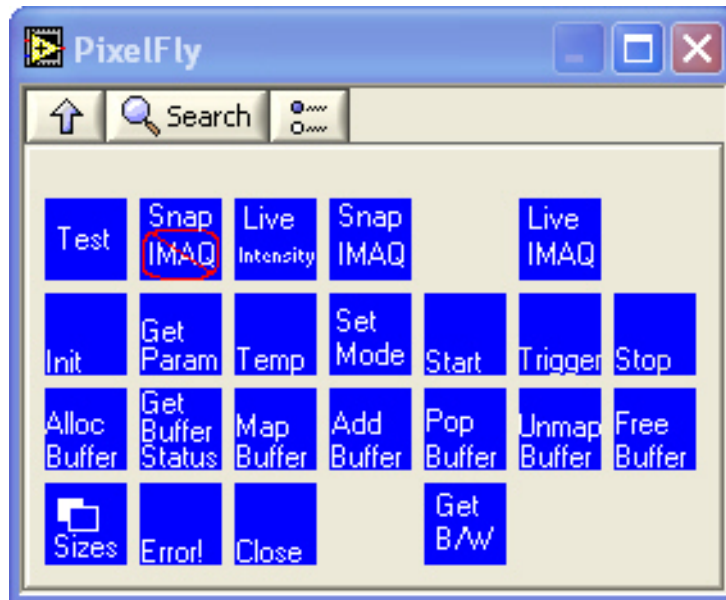 PixelFly
Search
Test
Snap
IMAQ
Live
Intensity
Snap
IMAQ
Live
IMAQ
Init
Get
Param
Temp
Set
Mode
Start
Trigger
Stop
Alloc
Buffer
Get
Buffer
Status
Map
Buffer
Add
Buffer
Pop
Buffer
Unmap
Buffer
Free
Buffer
Sizes
Error!
Close
Get
B/W